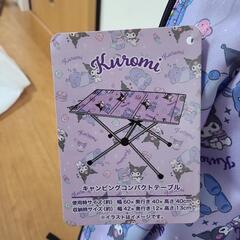 Kuromi
キャンピングコンパクトテーブル
使用時サイズ(約) 幅60×奥行き40×高さ40cm
収納時サイズ(約) 幅42×奥行き12×高さ13cm
※イラストはイメージです。